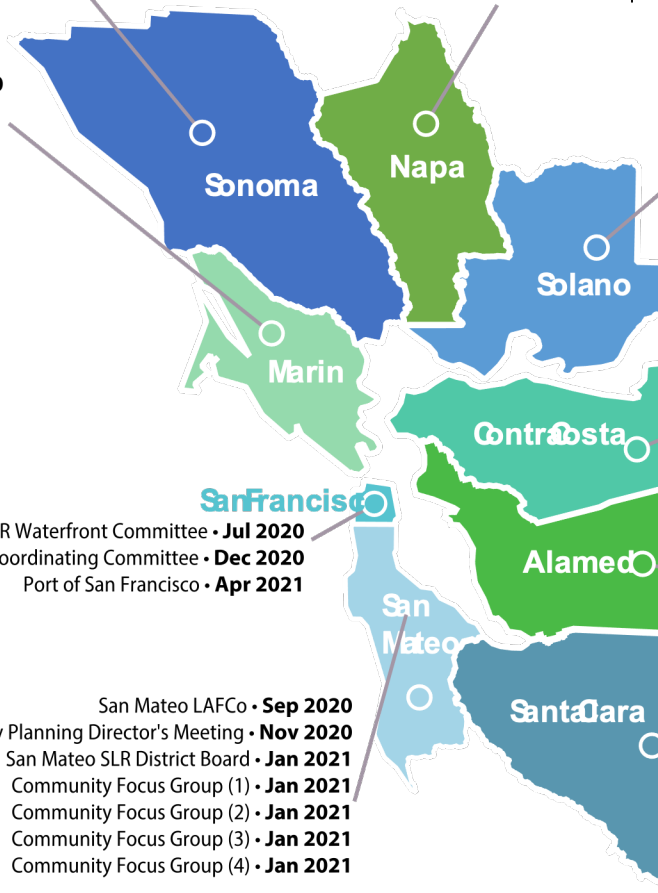 Sonoma
Napa
Solano
Marin
Contra Costa
San Francisco
R Waterfront Committee • Jul 2020
oordinating Committee • Dec 2020
Port of San Francisco • Apr 2021
Alameda
San
Mateo
San Mateo LAFCo • Sep 2020
y Planning Director's Meeting • Nov 2020
San Mateo SLR District Board • Jan 2021
Community Focus Group (1) • Jan 2021
Community Focus Group (2) • Jan 2021
Community Focus Group (3) • Jan 2021
Community Focus Group (4) • Jan 2021
Santa Clara